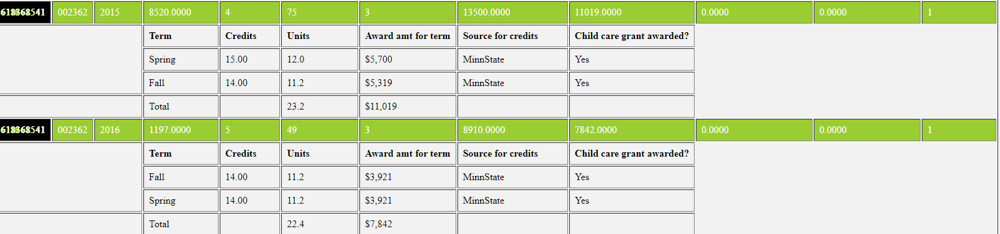 002362 2015 8520.0000 4 75 3 13500.0000 11019.0000 0.0000 0.0000 1
Term Credits Units Award amt for term Source for credits Child care grant awarded?
Spring 15.00 12.0 $5,700 MinnState Yes
Fall 14.00 11.2 $5,319 MinnState Yes
Total 23.2 $11,019
002362 2016 1197.0000 5 49 3 8910.0000 7842.0000 0.0000 0.0000 1
Term Credits Units Award amt for term Source for credits Child care grant awarded?
Fall 14.00 11.2 $3,921 MinnState Yes
Spring 14.00 11.2 $3,921 MinnState Yes
Total 22.4 $7,842